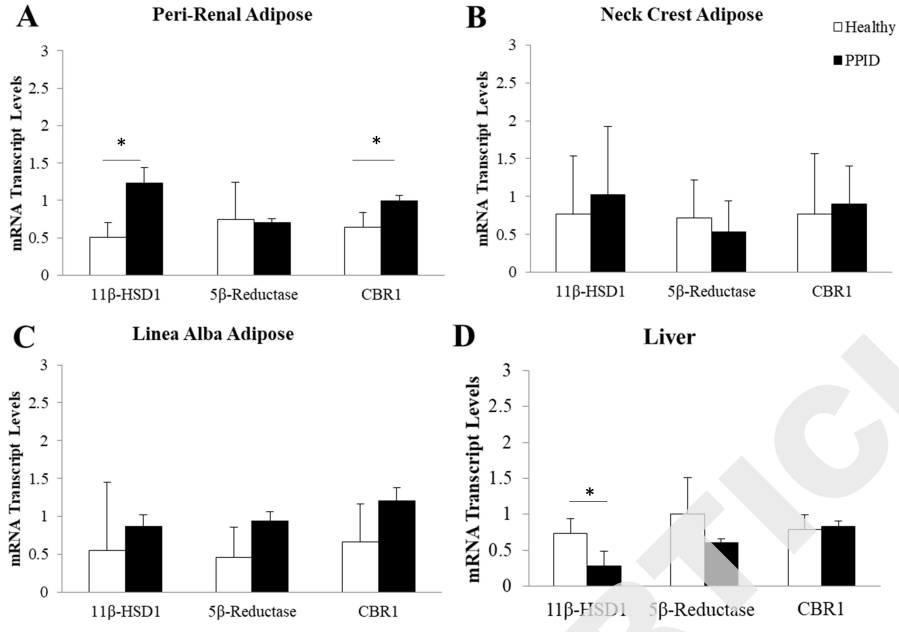 A
Peri-Renal Adipose
mRNA Transcript Levels
3
2.5
2
1.5
1
0.5
0
*
*
11β-HSD1 5β-Reductase CBR1
B
Neck Crest Adipose
Healthy
PPID
mRNA Transcript Levels
3
2.5
2
1.5
1
0.5
0
11β-HSD1 5β-Reductase CBR1
C
Linea Alba Adipose
mRNA Transcript Levels
3
2.5
2
1.5
1
0.5
0
11β-HSD1 5β-Reductase CBR1
D
Liver
mRNA Transcript Levels
3
2.5
2
1.5
1
0.5
0
*
11β-HSD1 5β-Reductase CBR1
RTICL